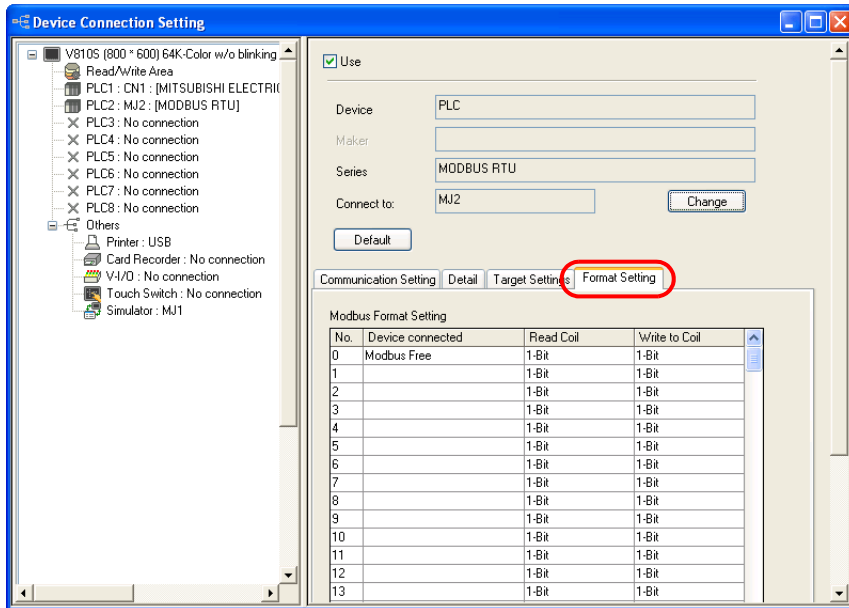 Device Connection Setting
V810S (800 * 600) 64K-Color w/o blinking
Read/Write Area
PLC1 : CN1 : [MITSUBISHI ELECTRI
PLC2 : MJ2 : [MODBUS RTU]
PLC3 : No connection
PLC4 : No connection
PLC5 : No connection
PLC6 : No connection
PLC7 : No connection
PLC8 : No connection
Others
Printer : USB
Card Recorder : No connection
V-I/O : No connection
Touch Switch : No connection
Simulator : MJ1
Use
Device PLC
Maker
Series MODBUS RTU
Connect to: MJ2 Change
Default
Communication Setting Detail Target Settings Format Setting
Modbus Format Setting
No. Device connected Read Coil Write to Coil
0 Modbus Free 1-Bit 1-Bit
1 1-Bit 1-Bit
2 1-Bit 1-Bit
3 1-Bit 1-Bit
4 1-Bit 1-Bit
5 1-Bit 1-Bit
6 1-Bit 1-Bit
7 1-Bit 1-Bit
8 1-Bit 1-Bit
9 1-Bit 1-Bit
10 1-Bit 1-Bit
11 1-Bit 1-Bit
12 1-Bit 1-Bit
13 1-Bit 1-Bit